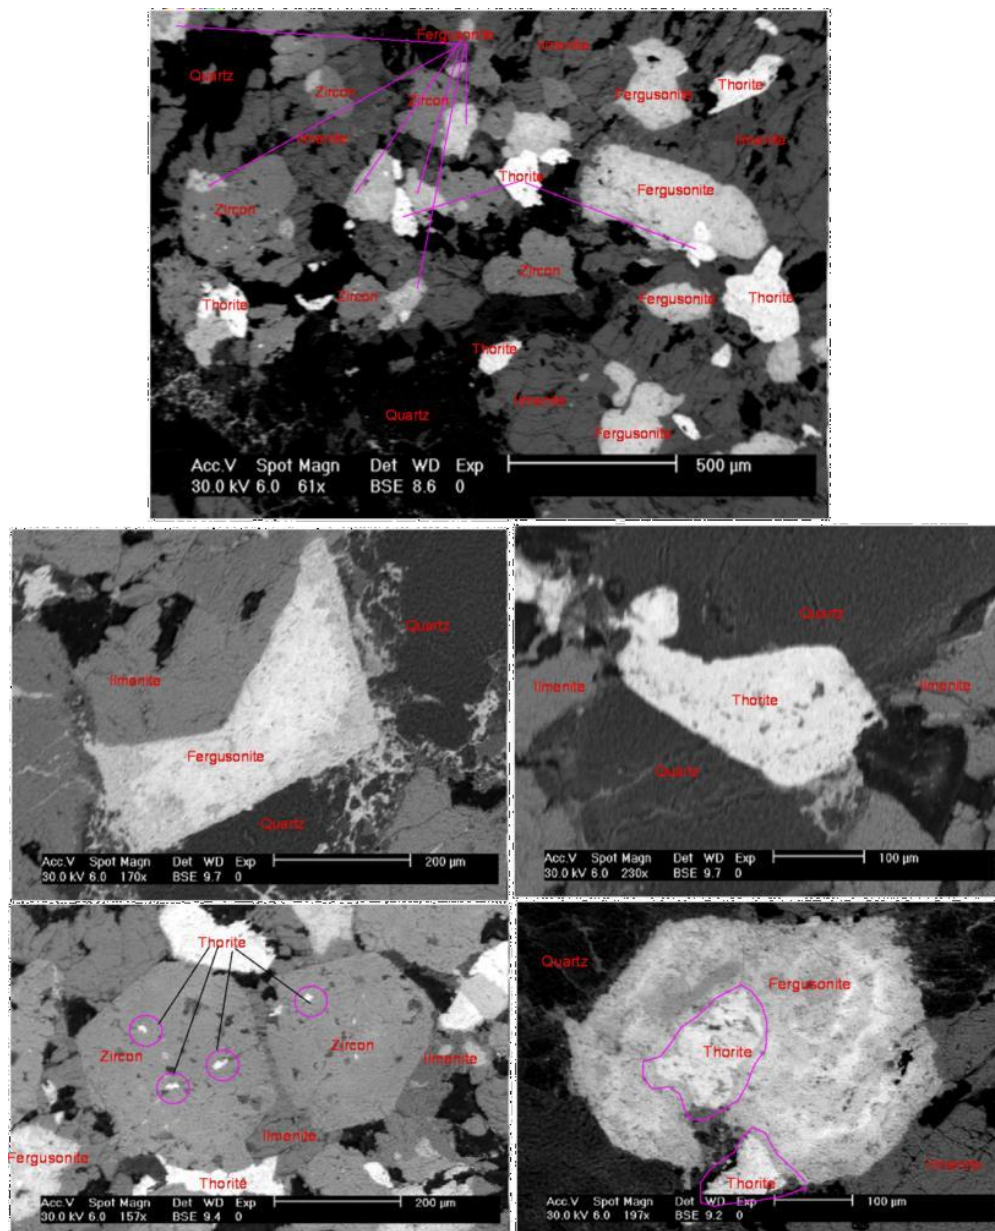 Fergusonite
Ilmenite
Quartz
Zircon
Zircon
Fergusonite
Thorite
Ilmenite
Ilmenite
Thorite
Fergusonite
Zircon
Zircon
Thorite
Zircon
Fergusonite
Thorite
Thorite
Ilmenite
Quartz
Fergusonite
Acc.V Spot Magn Det WD Exp 500 µm
30.0 kV 6.0 61x BSE 8.6 0
Quartz
Ilmenite
Fergusonite
Quartz
Acc.V Spot Magn Det WD Exp 200 µm
30.0 kV 6.0 170x BSE 9.7 0
Quartz
Ilmenite
Thorite
Ilmenite
Quartz
Acc.V Spot Magn Det WD Exp 100 µm
30.0 kV 6.0 230x BSE 9.7 0
Thorite
Zircon
Zircon
Ilmenite
Ilmenite
Fergusonite
Thorite
Acc.V Spot Magn Det WD Exp 200 µm
30.0 kV 6.0 157x BSE 9.4 0
Quartz
Fergusonite
Thorite
Ilmenite
Thorite
Acc.V Spot Magn Det WD Exp 100 µm
30.0 kV 6.0 197x BSE 9.2 0